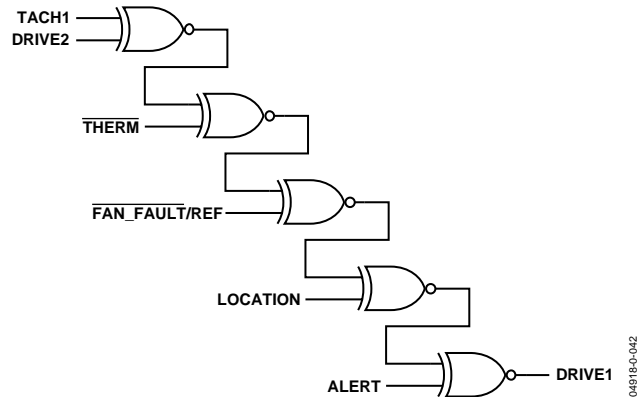 TACH1
DRIVE2
THERM
FAN_FAULT/REF
LOCATION
ALERT
DRIVE1
04918-0-042